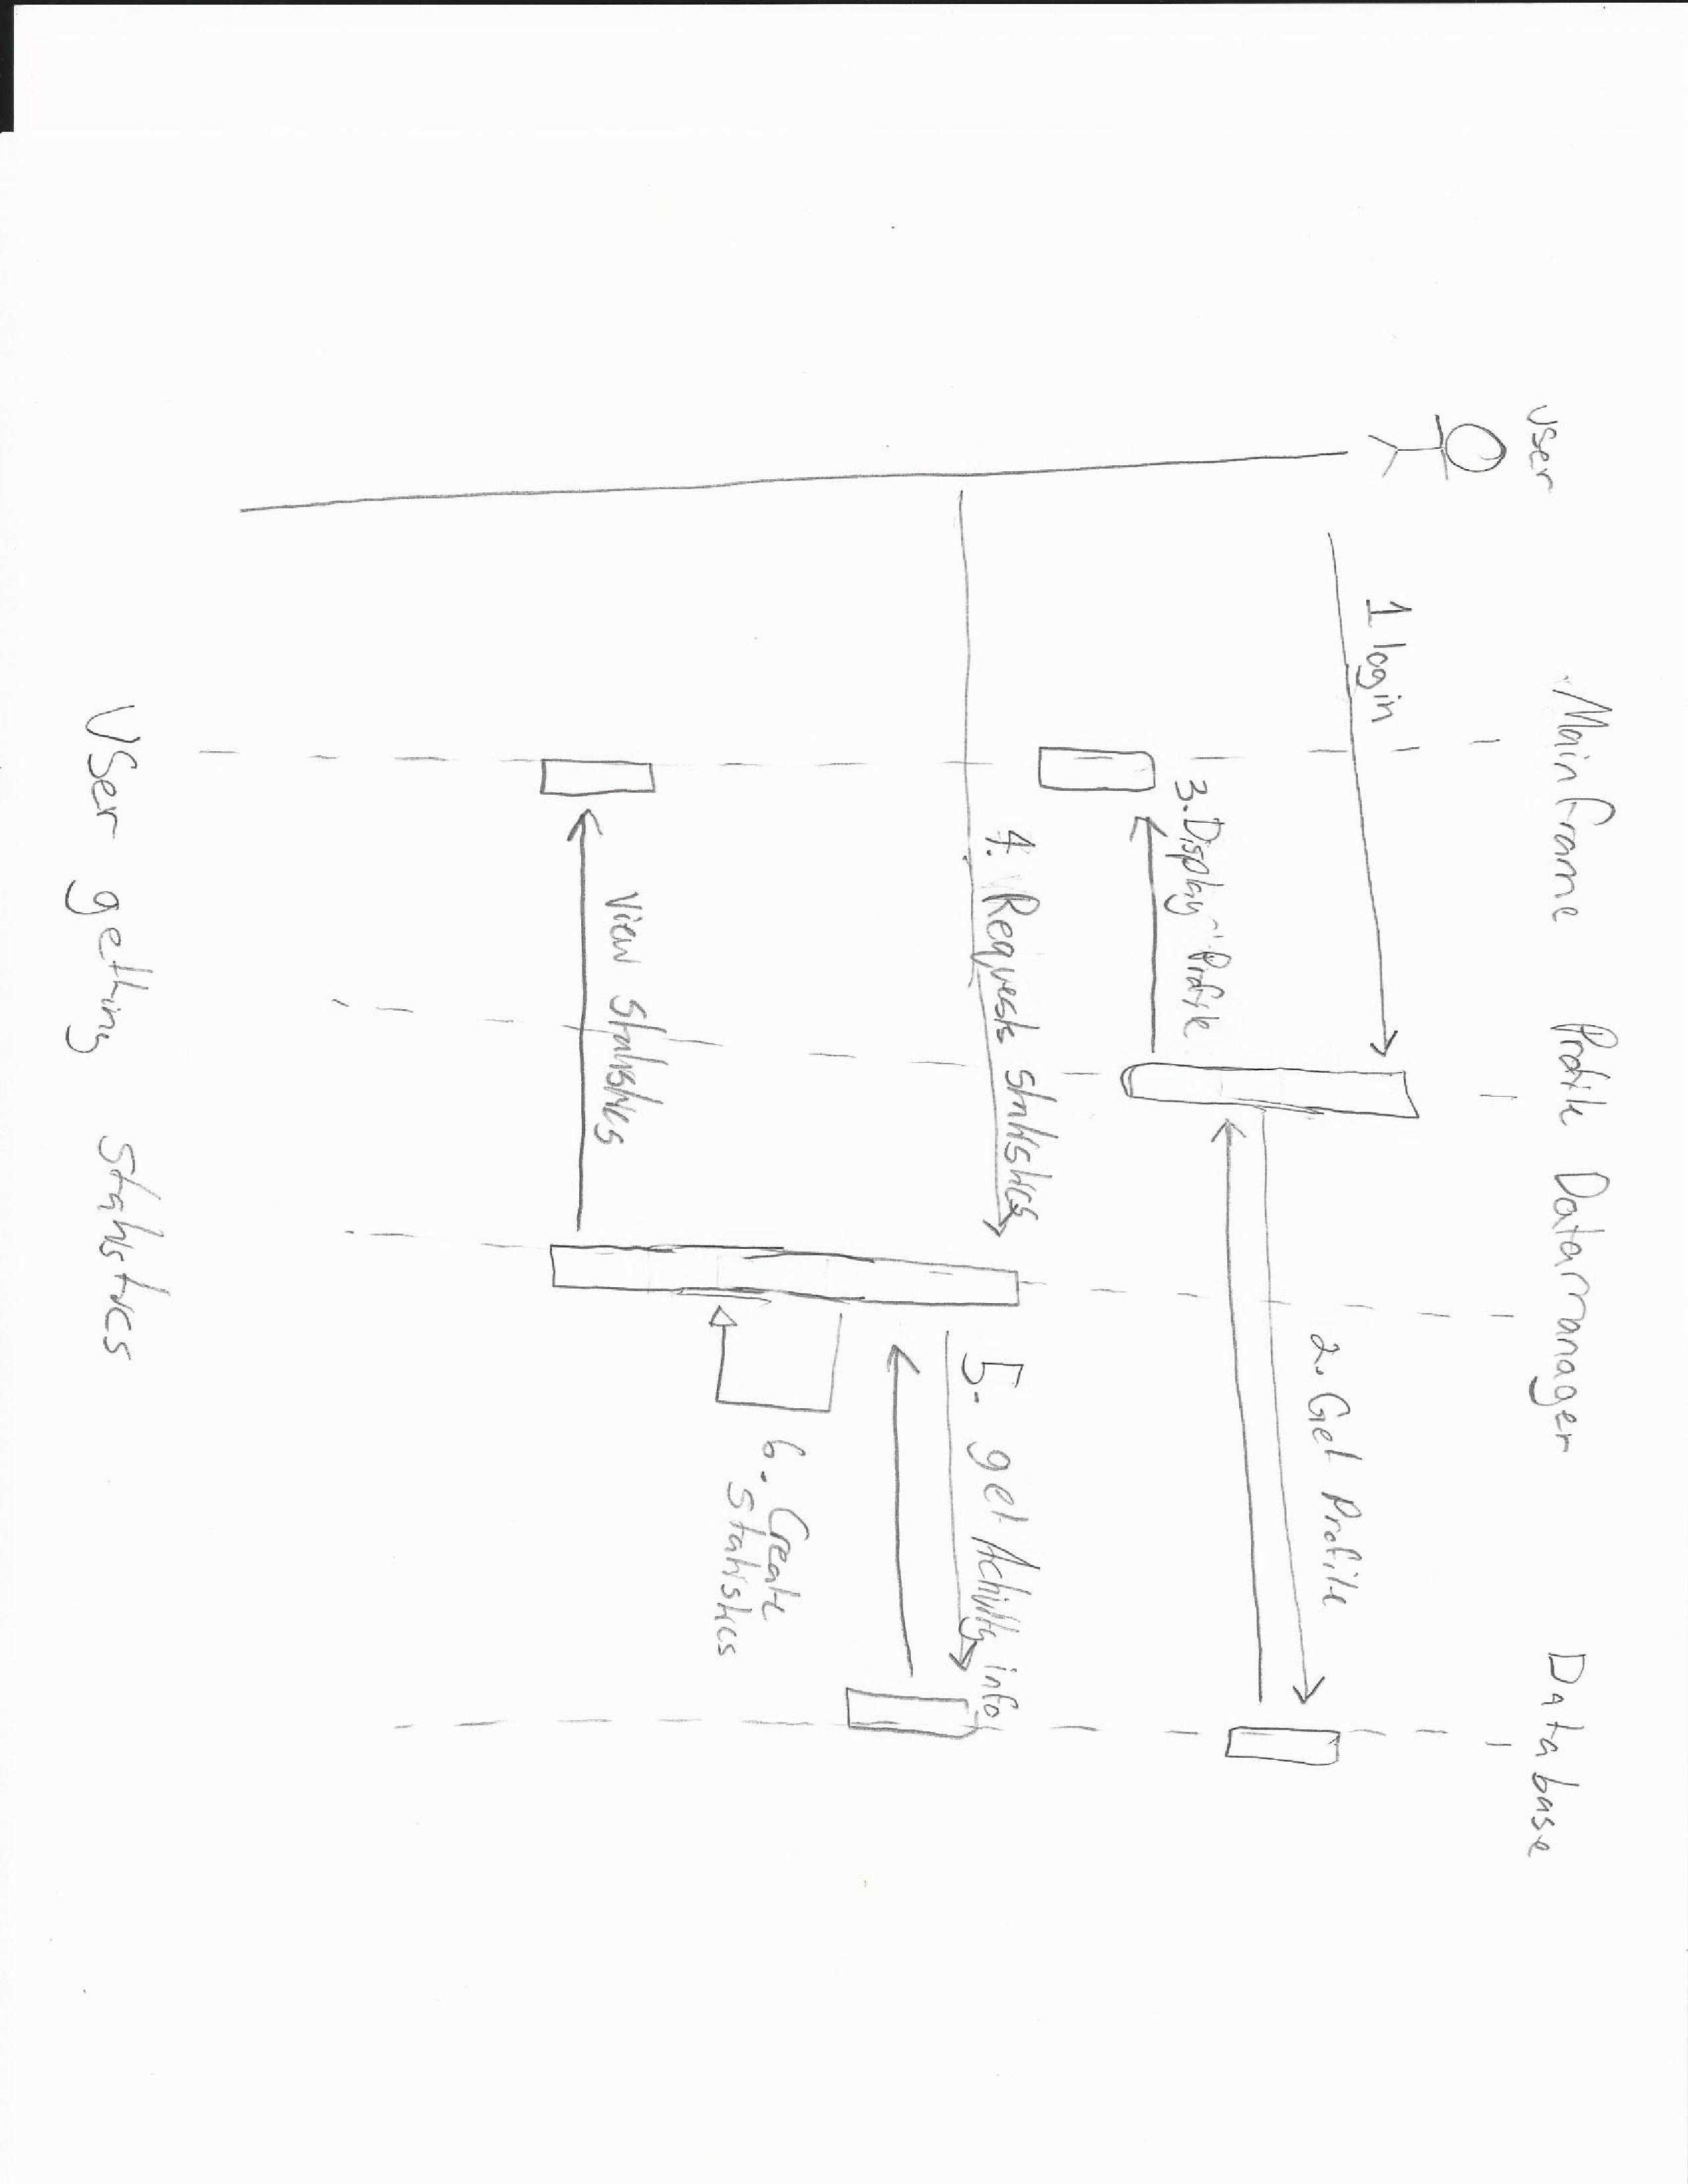 User
MainFrame
Profile
Datamanager
Database
1 login
2. Get Profile
3. Display Profile
4. Request statistics
5. get Activity info
6. Create
statistics
View Statistics
User getting statistics